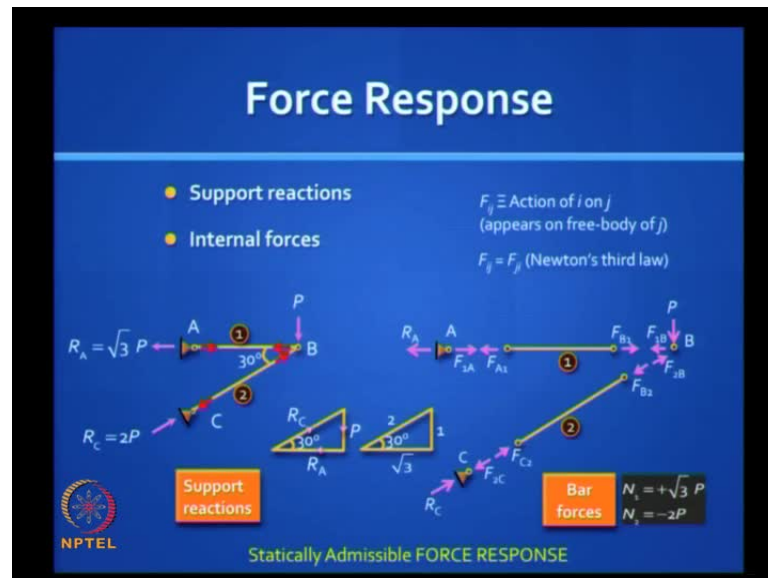 Force Response
Support reactions
Internal forces
F_ij ≡ Action of i on j
(appears on free-body of j)
F_ij = F_ji (Newton's third law)
P
A
1
B
R_A = √3 P
30°
2
C
R_C = 2P
R_C
P
30°
R_A
2
1
30°
√3
P
R_A
A
F_1A
F_A1
1
F_B1
F_1B
B
F_2B
F_B2
2
F_C2
C
F_2C
R_C
Support
reactions
Bar
forces
N_1 = +√3 P
N_2 = −2P
NPTEL
Statically Admissible FORCE RESPONSE